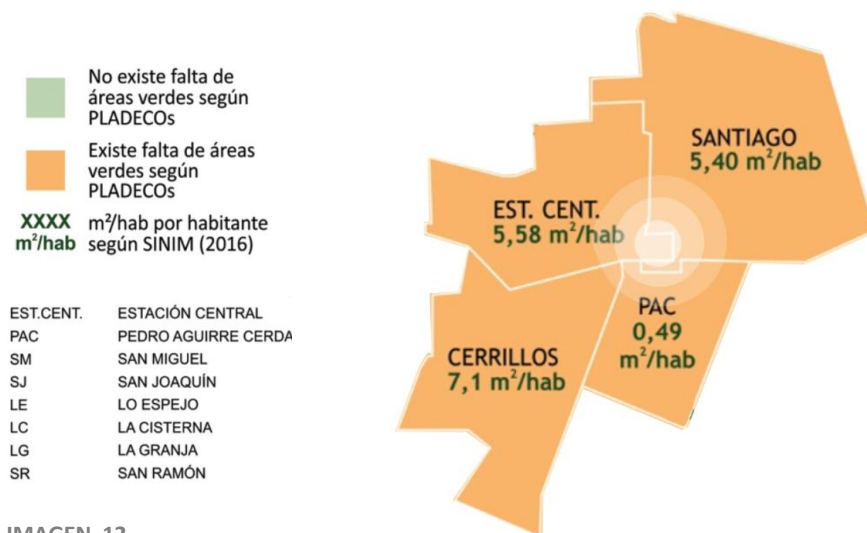 No existe falta de
áreas verdes según
PLADECOs
Existe falta de áreas
verdes según
PLADECOs
XXXX m²/hab por habitante
m²/hab según SINIM (2016)
EST.CENT. ESTACIÓN CENTRAL
PAC PEDRO AGUIRRE CERDA
SM SAN MIGUEL
SJ SAN JOAQUÍN
LE LO ESPEJO
LC LA CISTERNA
LG LA GRANJA
SR SAN RAMÓN
SANTIAGO
5,40 m²/hab
EST. CENT.
5,58 m²/hab
PAC
0,49
m²/hab
CERRILLOS
7,1 m²/hab
IMAGEN 12